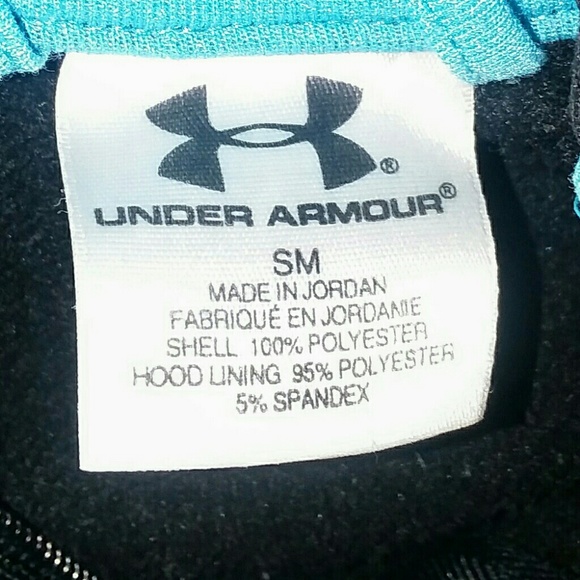 ®
UNDER ARMOUR®
SM
MADE IN JORDAN
FABRIQUÉ EN JORDANIE
SHELL 100% POLYESTER
HOOD LINING 95% POLYESTER
5% SPANDEX